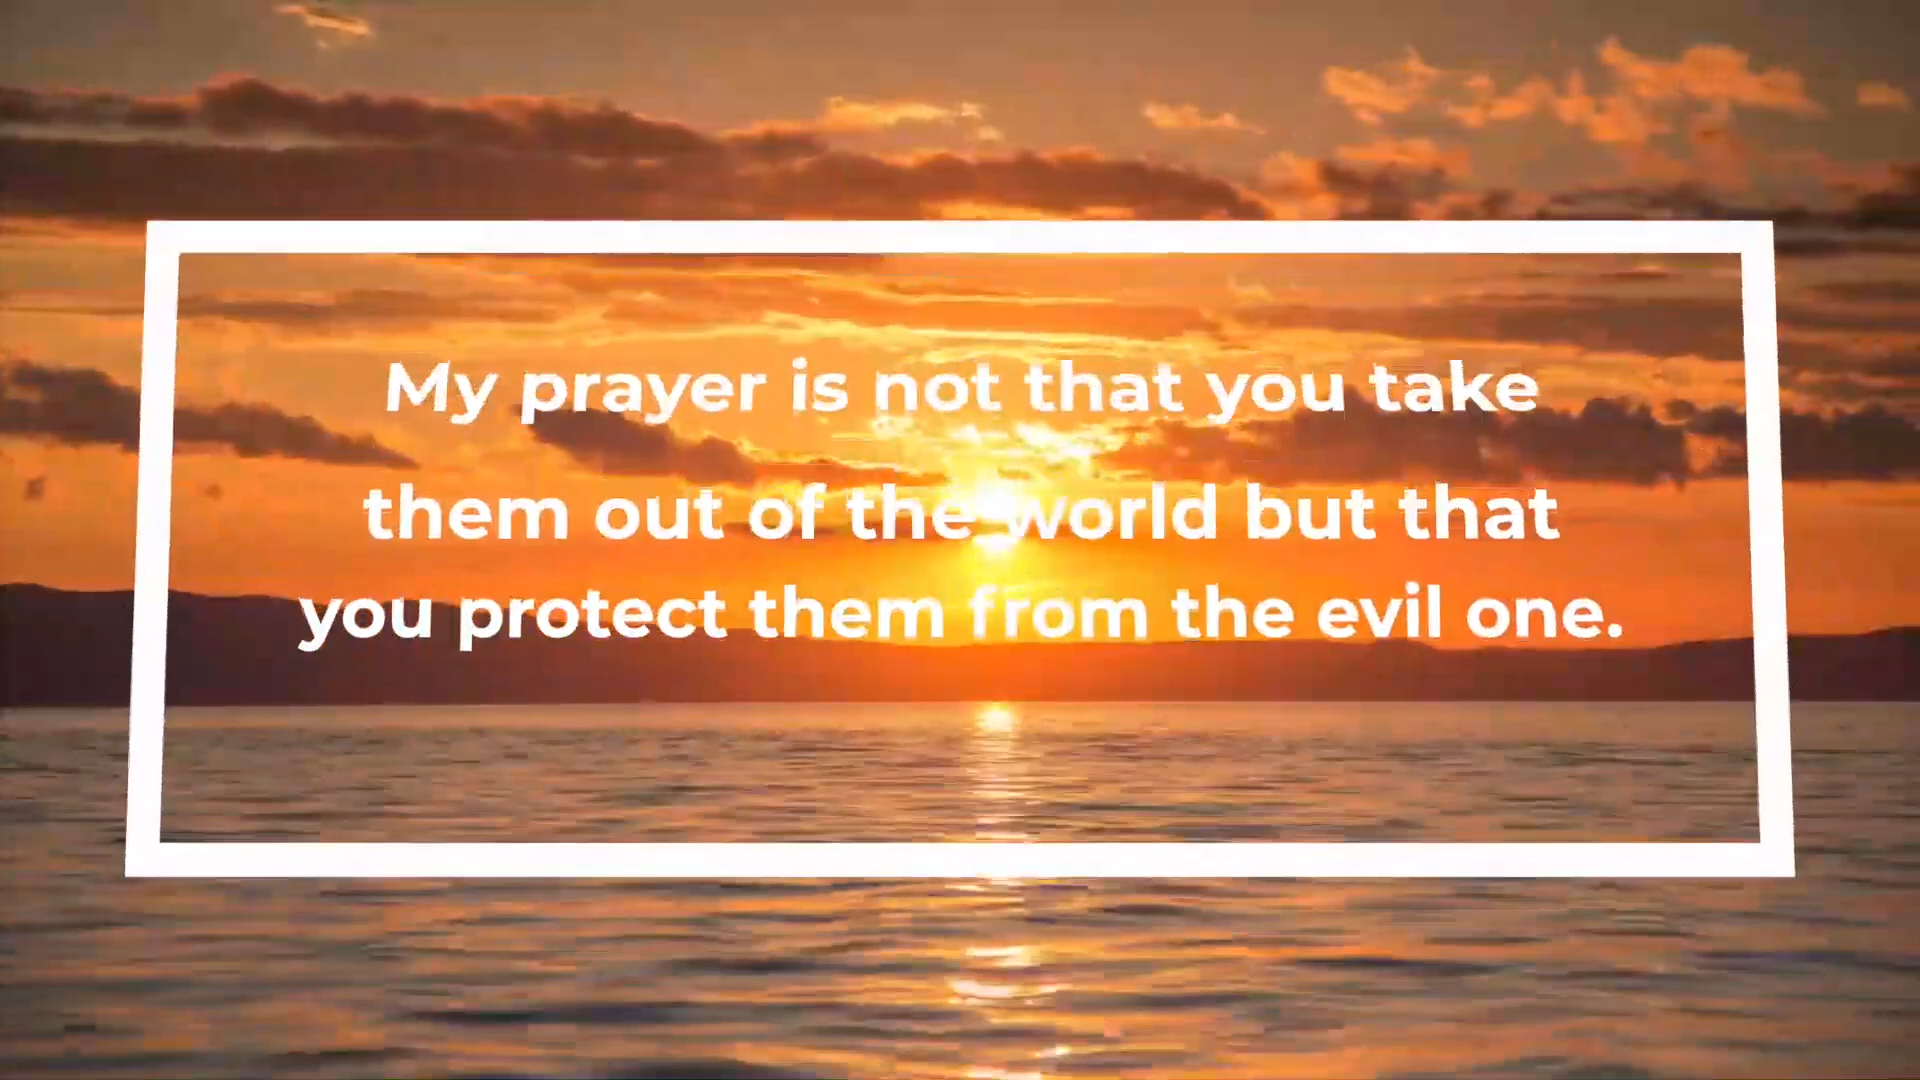 My prayer is not that you take
them out of the world but that
you protect them from the evil one.